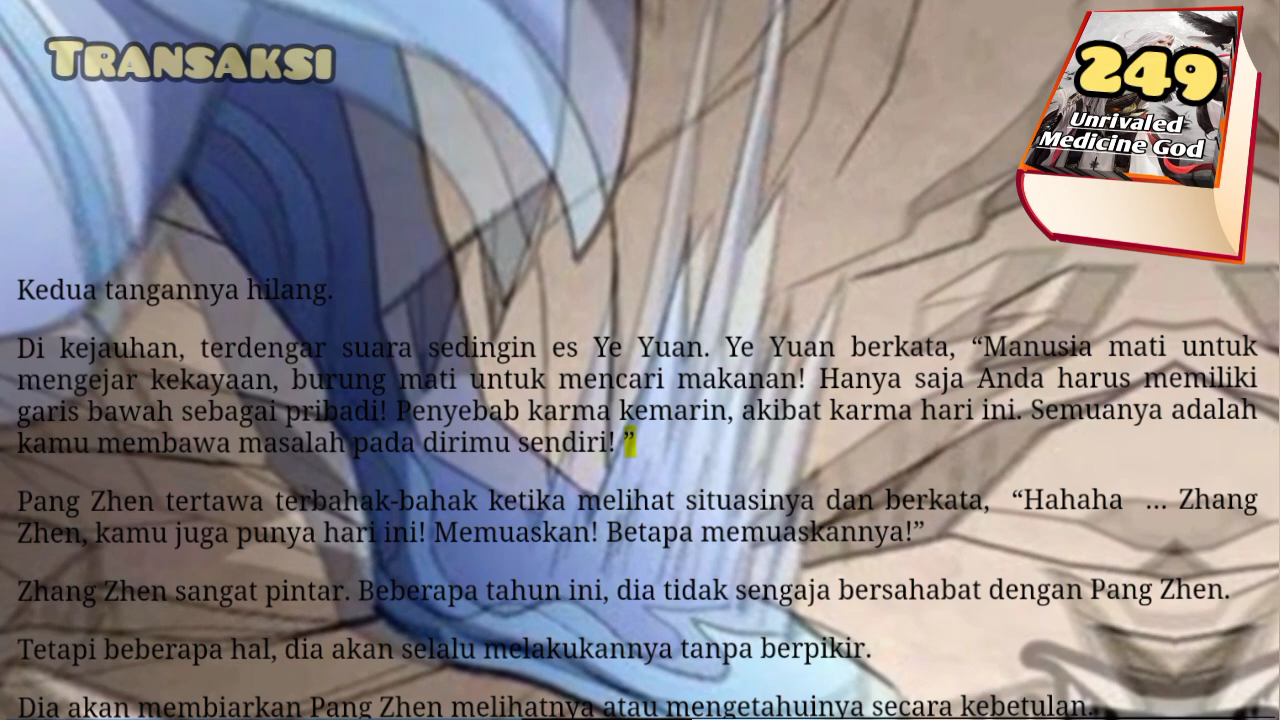 Transaksi
249
Unrivaled
Medicine God
Kedua tangannya hilang.
Di kejauhan, terdengar suara sedingin es Ye Yuan. Ye Yuan berkata, “Manusia mati untuk
mengejar kekayaan, burung mati untuk mencari makanan! Hanya saja Anda harus memiliki
garis bawah sebagai pribadi! Penyebab karma kemarin, akibat karma hari ini. Semuanya adalah
kamu membawa masalah pada dirimu sendiri! ”
Pang Zhen tertawa terbahak-bahak ketika melihat situasinya dan berkata, “Hahaha … Zhang
Zhen, kamu juga punya hari ini! Memuaskan! Betapa memuaskannya!”
Zhang Zhen sangat pintar. Beberapa tahun ini, dia tidak sengaja bersahabat dengan Pang Zhen.
Tetapi beberapa hal, dia akan selalu melakukannya tanpa berpikir.
Dia akan membiarkan Pang Zhen melihatnya atau mengetahuinya secara kebetulan.